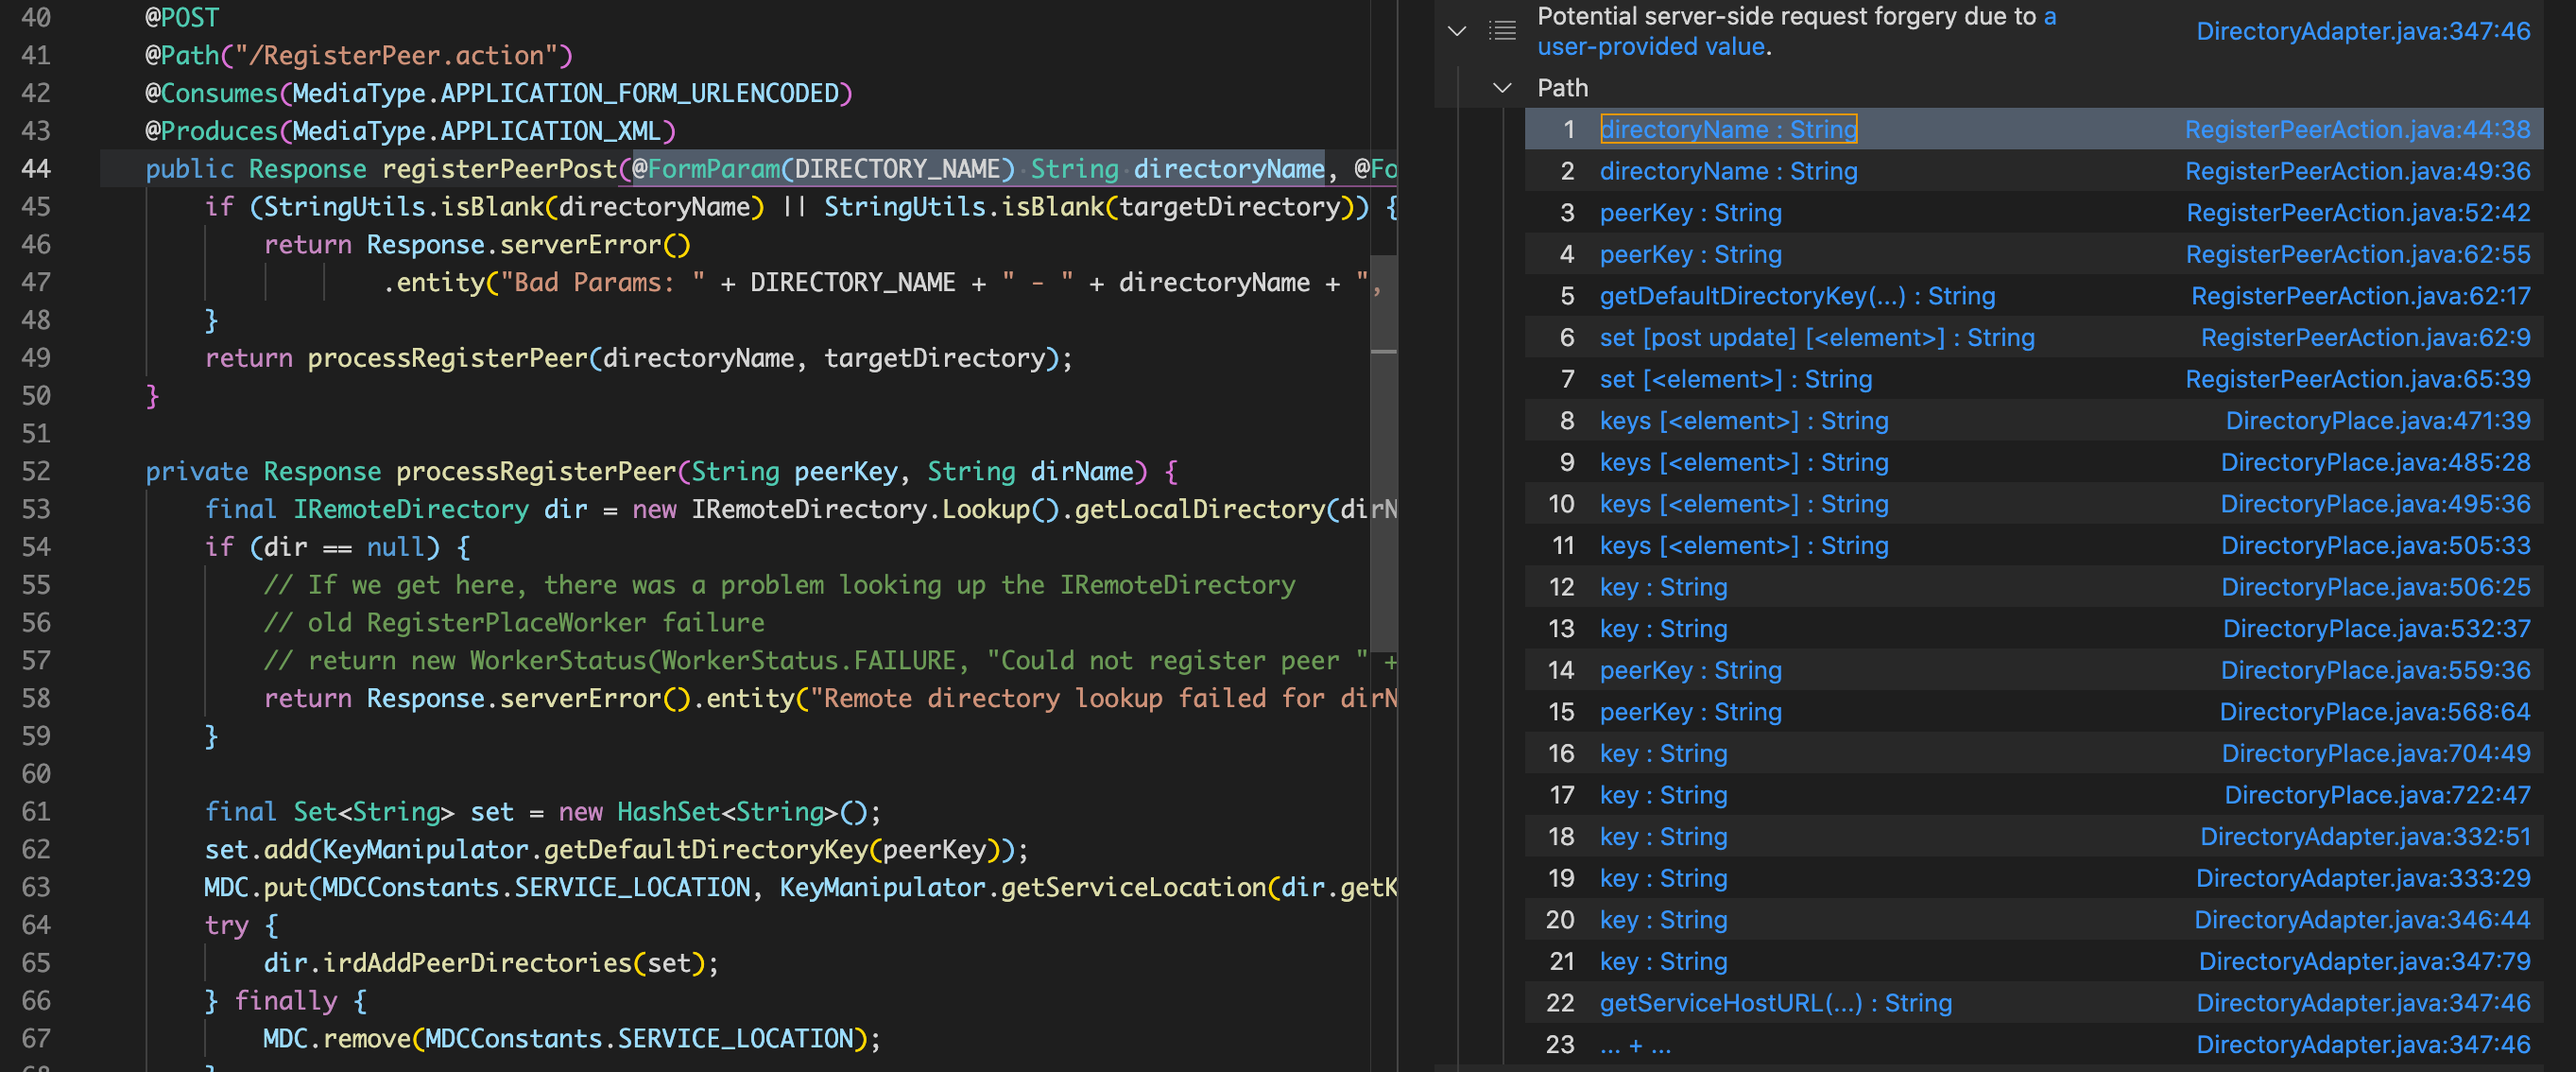 40 @POST
41 @Path("/RegisterPeer.action")
42 @Consumes(MediaType.APPLICATION_FORM_URLENCODED)
43 @Produces(MediaType.APPLICATION_XML)
44 public Response registerPeerPost(@FormParam(DIRECTORY_NAME) String directoryName, @Fo
45 if (StringUtils.isBlank(directoryName) || StringUtils.isBlank(targetDirectory)) {
46 return Response.serverError()
47 .entity("Bad Params: " + DIRECTORY_NAME + " - " + directoryName + ",
48 }
49 return processRegisterPeer(directoryName, targetDirectory);
50 }
51
52 private Response processRegisterPeer(String peerKey, String dirName) {
53 final IRemoteDirectory dir = new IRemoteDirectory.Lookup().getLocalDirectory(dirN
54 if (dir == null) {
55 // If we get here, there was a problem looking up the IRemoteDirectory
56 // old RegisterPlaceWorker failure
57 // return new WorkerStatus(WorkerStatus.FAILURE, "Could not register peer " +
58 return Response.serverError().entity("Remote directory lookup failed for dirN
59 }
60
61 final Set<String> set = new HashSet<String>();
62 set.add(KeyManipulator.getDefaultDirectoryKey(peerKey));
63 MDC.put(MDCConstants.SERVICE_LOCATION, KeyManipulator.getServiceLocation(dir.getK
64 try {
65 dir.irdAddPeerDirectories(set);
66 } finally {
67 MDC.remove(MDCConstants.SERVICE_LOCATION);
68 }
Potential server-side request forgery due to a
user-provided value.
DirectoryAdapter.java:347:46
Path
1 directoryName : String RegisterPeerAction.java:44:38
2 directoryName : String RegisterPeerAction.java:49:36
3 peerKey : String RegisterPeerAction.java:52:42
4 peerKey : String RegisterPeerAction.java:62:55
5 getDefaultDirectoryKey(...) : String RegisterPeerAction.java:62:17
6 set [post update] [<element>] : String RegisterPeerAction.java:62:9
7 set [<element>] : String RegisterPeerAction.java:65:39
8 keys [<element>] : String DirectoryPlace.java:471:39
9 keys [<element>] : String DirectoryPlace.java:485:28
10 keys [<element>] : String DirectoryPlace.java:495:36
11 keys [<element>] : String DirectoryPlace.java:505:33
12 key : String DirectoryPlace.java:506:25
13 key : String DirectoryPlace.java:532:37
14 peerKey : String DirectoryPlace.java:559:36
15 peerKey : String DirectoryPlace.java:568:64
16 key : String DirectoryPlace.java:704:49
17 key : String DirectoryPlace.java:722:47
18 key : String DirectoryAdapter.java:332:51
19 key : String DirectoryAdapter.java:333:29
20 key : String DirectoryAdapter.java:346:44
21 key : String DirectoryAdapter.java:347:79
22 getServiceHostURL(...) : String DirectoryAdapter.java:347:46
23 ... + ... DirectoryAdapter.java:347:46